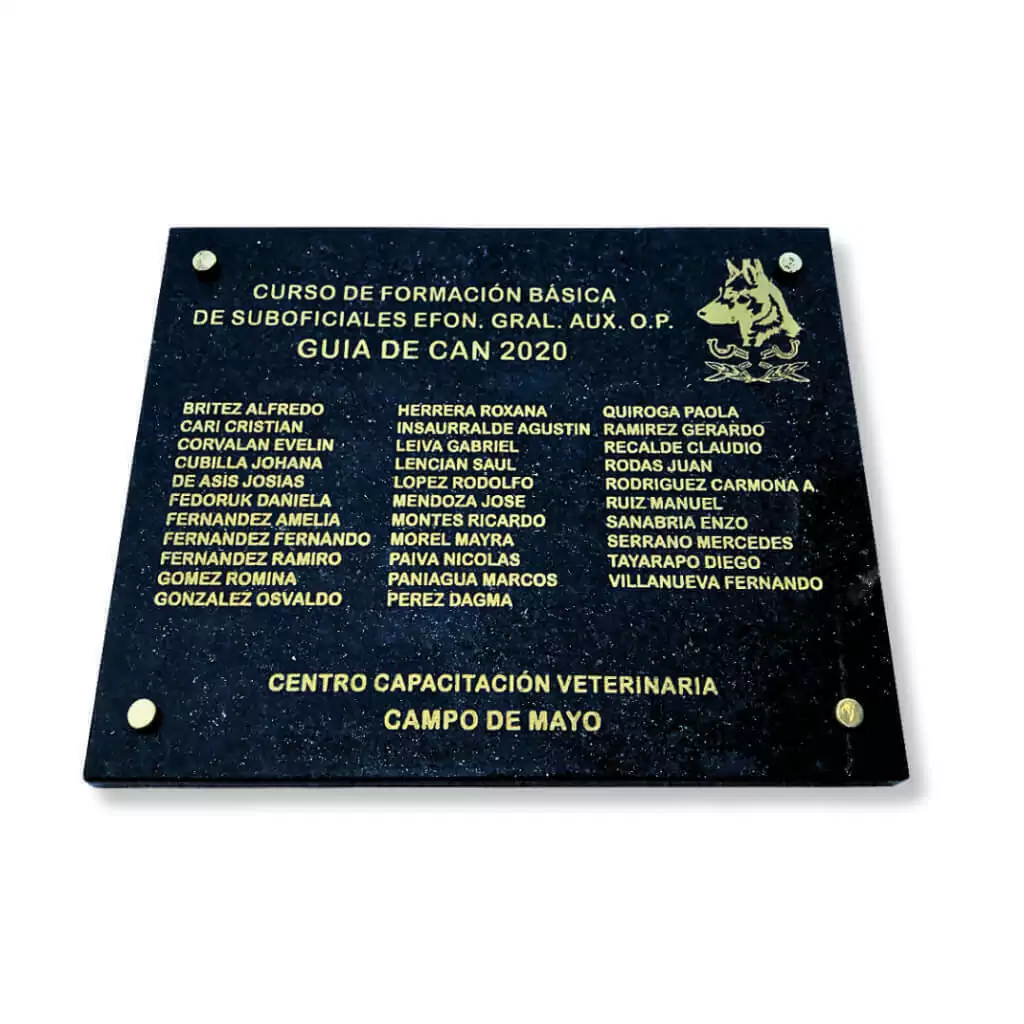 CURSO DE FORMACIÓN BÁSICA
DE SUBOFICIALES EFON. GRAL. AUX. O.P.
GUIA DE CAN 2020
BRITEZ ALFREDO
CARI CRISTIAN
CORVALAN EVELIN
CUBILLA JOHANA
DE ASÍS JOSIAS
FEDORUK DANIELA
FERNANDEZ AMELIA
FERNANDEZ FERNANDO
FERNANDEZ RAMIRO
GOMEZ ROMINA
GONZALEZ OSVALDO
HERRERA ROXANA
INSAURRALDE AGUSTIN
LEIVA GABRIEL
LENCIAN SAUL
LOPEZ RODOLFO
MENDOZA JOSE
MONTES RICARDO
MOREL MAYRA
PAIVA NICOLAS
PANIAGUA MARCOS
PEREZ DAGMA
QUIROGA PAOLA
RAMIREZ GERARDO
RECALDE CLAUDIO
RODAS JUAN
RODRIGUEZ CARMONA A.
RUIZ MANUEL
SANABRIA ENZO
SERRANO MERCEDES
TAYARAPO DIEGO
VILLANUEVA FERNANDO
CENTRO CAPACITACIÓN VETERINARIA
CAMPO DE MAYO